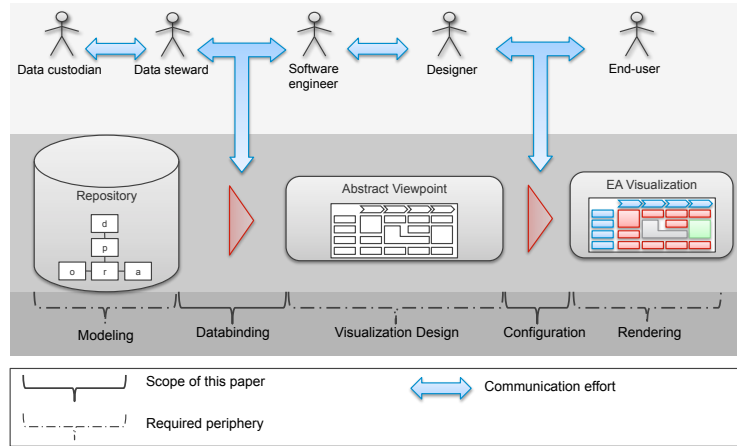 Data custodian Data steward Software engineer Designer End-user
Repository
d
p
o r a
Abstract Viewpoint
EA Visualization
Modeling Databinding Visualization Design Configuration Rendering
Scope of this paper
Communication effort
Required periphery